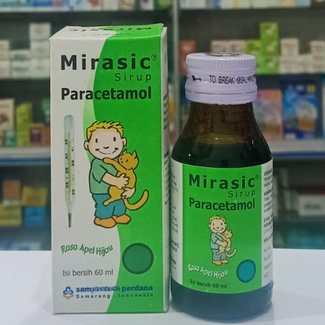 Mirasic®
Sirup
Paracetamol
Rasa Apel Hijau
Isi bersih 60 ml
sampharindo perdana
Semarang - Indonesia
TO BREAK SEAL
Mirasic®
Sirup
Paracetamol
Rasa Apel Hijau
Isi bersih 60 ml